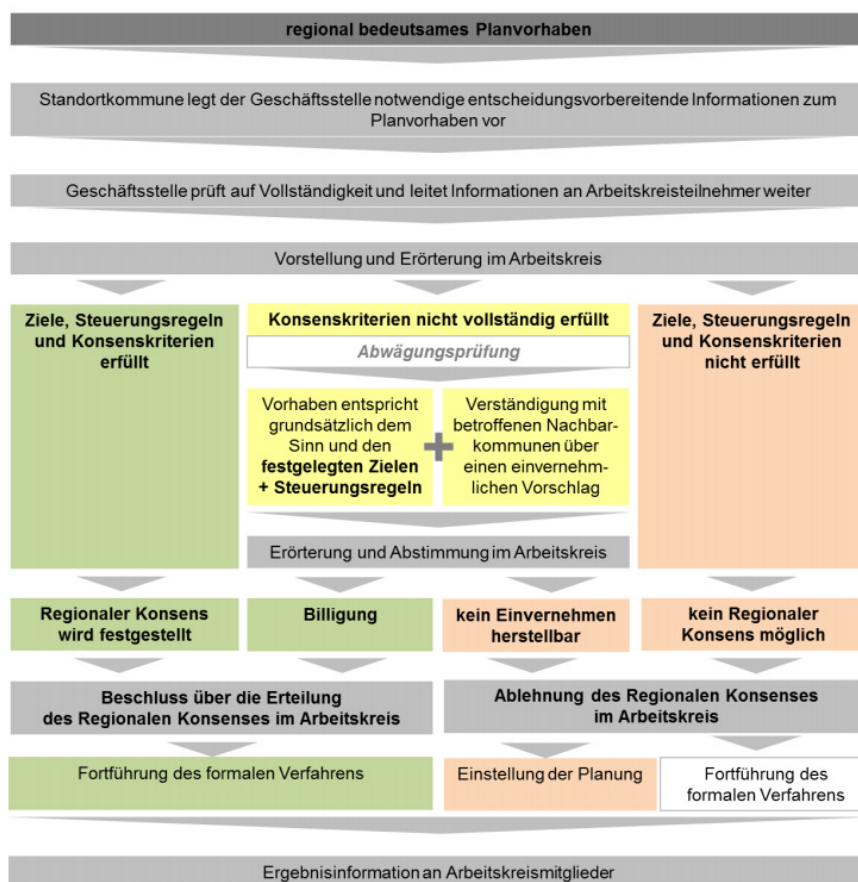 regional bedeutsames Planvorhaben
Standortkommune legt der Geschäftsstelle notwendige entscheidungsvorbereitende Informationen zum
Planvorhaben vor
Geschäftsstelle prüft auf Vollständigkeit und leitet Informationen an Arbeitskreisteilnehmer weiter
Vorstellung und Erörterung im Arbeitskreis
Ziele, Steuerungsregeln
und Konsenskriterien
erfüllt
Konsenskriterien nicht vollständig erfüllt
Abwägungsprüfung
Vorhaben entspricht
grundsätzlich dem
Sinn und den
festgelegten Zielen
+ Steuerungsregeln
+
Verständigung mit
betroffenen Nachbar-
kommunen über
einen einvernehm-
lichen Vorschlag
Erörterung und Abstimmung im Arbeitskreis
Ziele, Steuerungsregeln
und Konsenskriterien
nicht erfüllt
Regionaler Konsens
wird festgestellt
Billigung
kein Einvernehmen
herstellbar
kein Regionaler
Konsens möglich
Beschluss über die Erteilung
des Regionalen Konsenses im Arbeitskreis
Ablehnung des Regionalen Konsenses
im Arbeitskreis
Fortführung des formalen Verfahrens
Einstellung der Planung
Fortführung des
formalen Verfahrens
Ergebnisinformation an Arbeitskreismitglieder